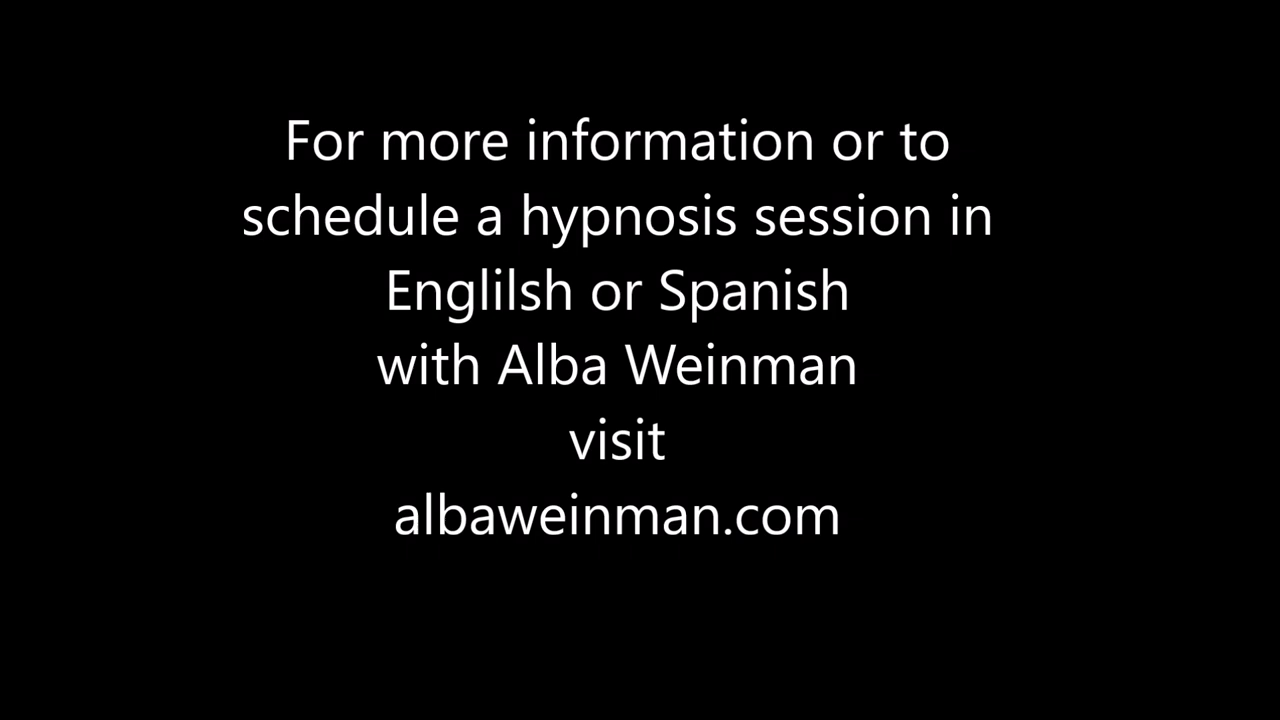 For more information or to
schedule a hypnosis session in
Englilsh or Spanish
with Alba Weinman
visit
albaweinman.com